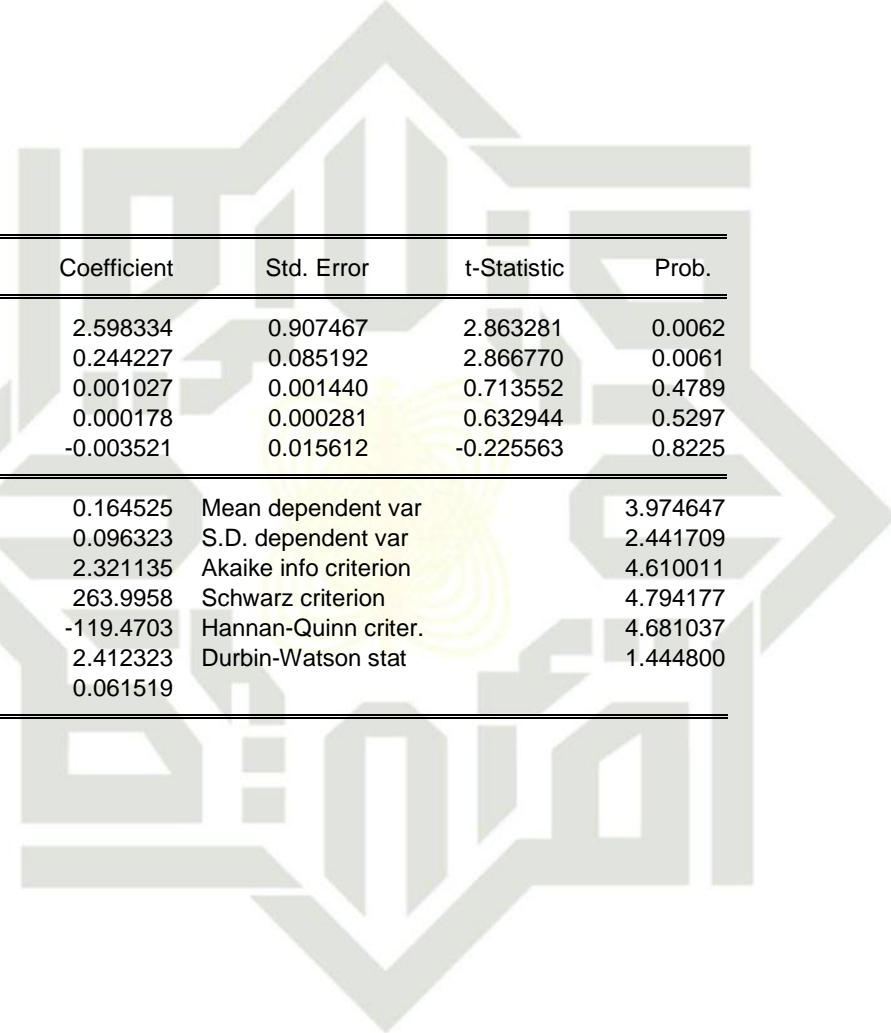 Coefficient Std. Error t-Statistic Prob.
2.598334 0.907467 2.863281 0.0062
0.244227 0.085192 2.866770 0.0061
0.001027 0.001440 0.713552 0.4789
0.000178 0.000281 0.632944 0.5297
-0.003521 0.015612 -0.225563 0.8225
0.164525 Mean dependent var 3.974647
0.096323 S.D. dependent var 2.441709
2.321135 Akaike info criterion 4.610011
263.9958 Schwarz criterion 4.794177
-119.4703 Hannan-Quinn criter. 4.681037
2.412323 Durbin-Watson stat 1.444800
0.061519